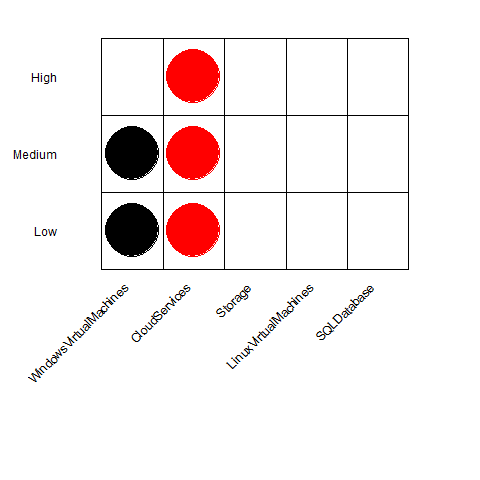 High
Medium
Low
WindowsVirtualMachines
CloudServices
Storage
LinuxVirtualMachines
SQLDatabase